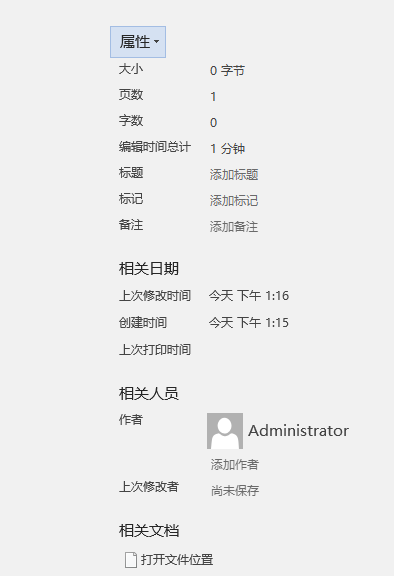 属性
大小 0 字节
页数 1
字数 0
编辑时间总计 1 分钟
标题 添加标题
标记 添加标记
备注 添加备注
相关日期
上次修改时间 今天 下午 1:16
创建时间 今天 下午 1:15
上次打印时间
相关人员
作者 Administrator
添加作者
上次修改者 尚未保存
相关文档
打开文件位置